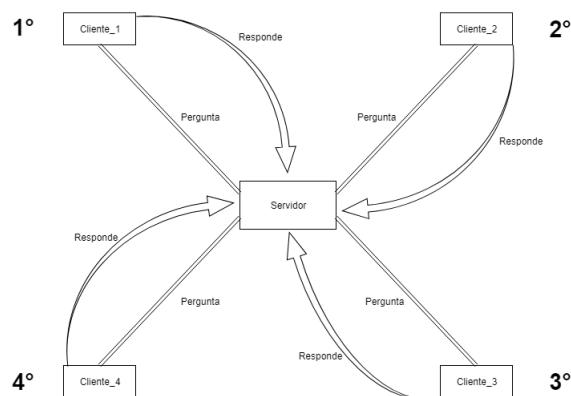 1°
Cliente_1
Responde
Cliente_2
2°
Pergunta
Pergunta
Responde
Servidor
Responde
Pergunta
Pergunta
Responde
4°
Cliente_4
Cliente_3
3°